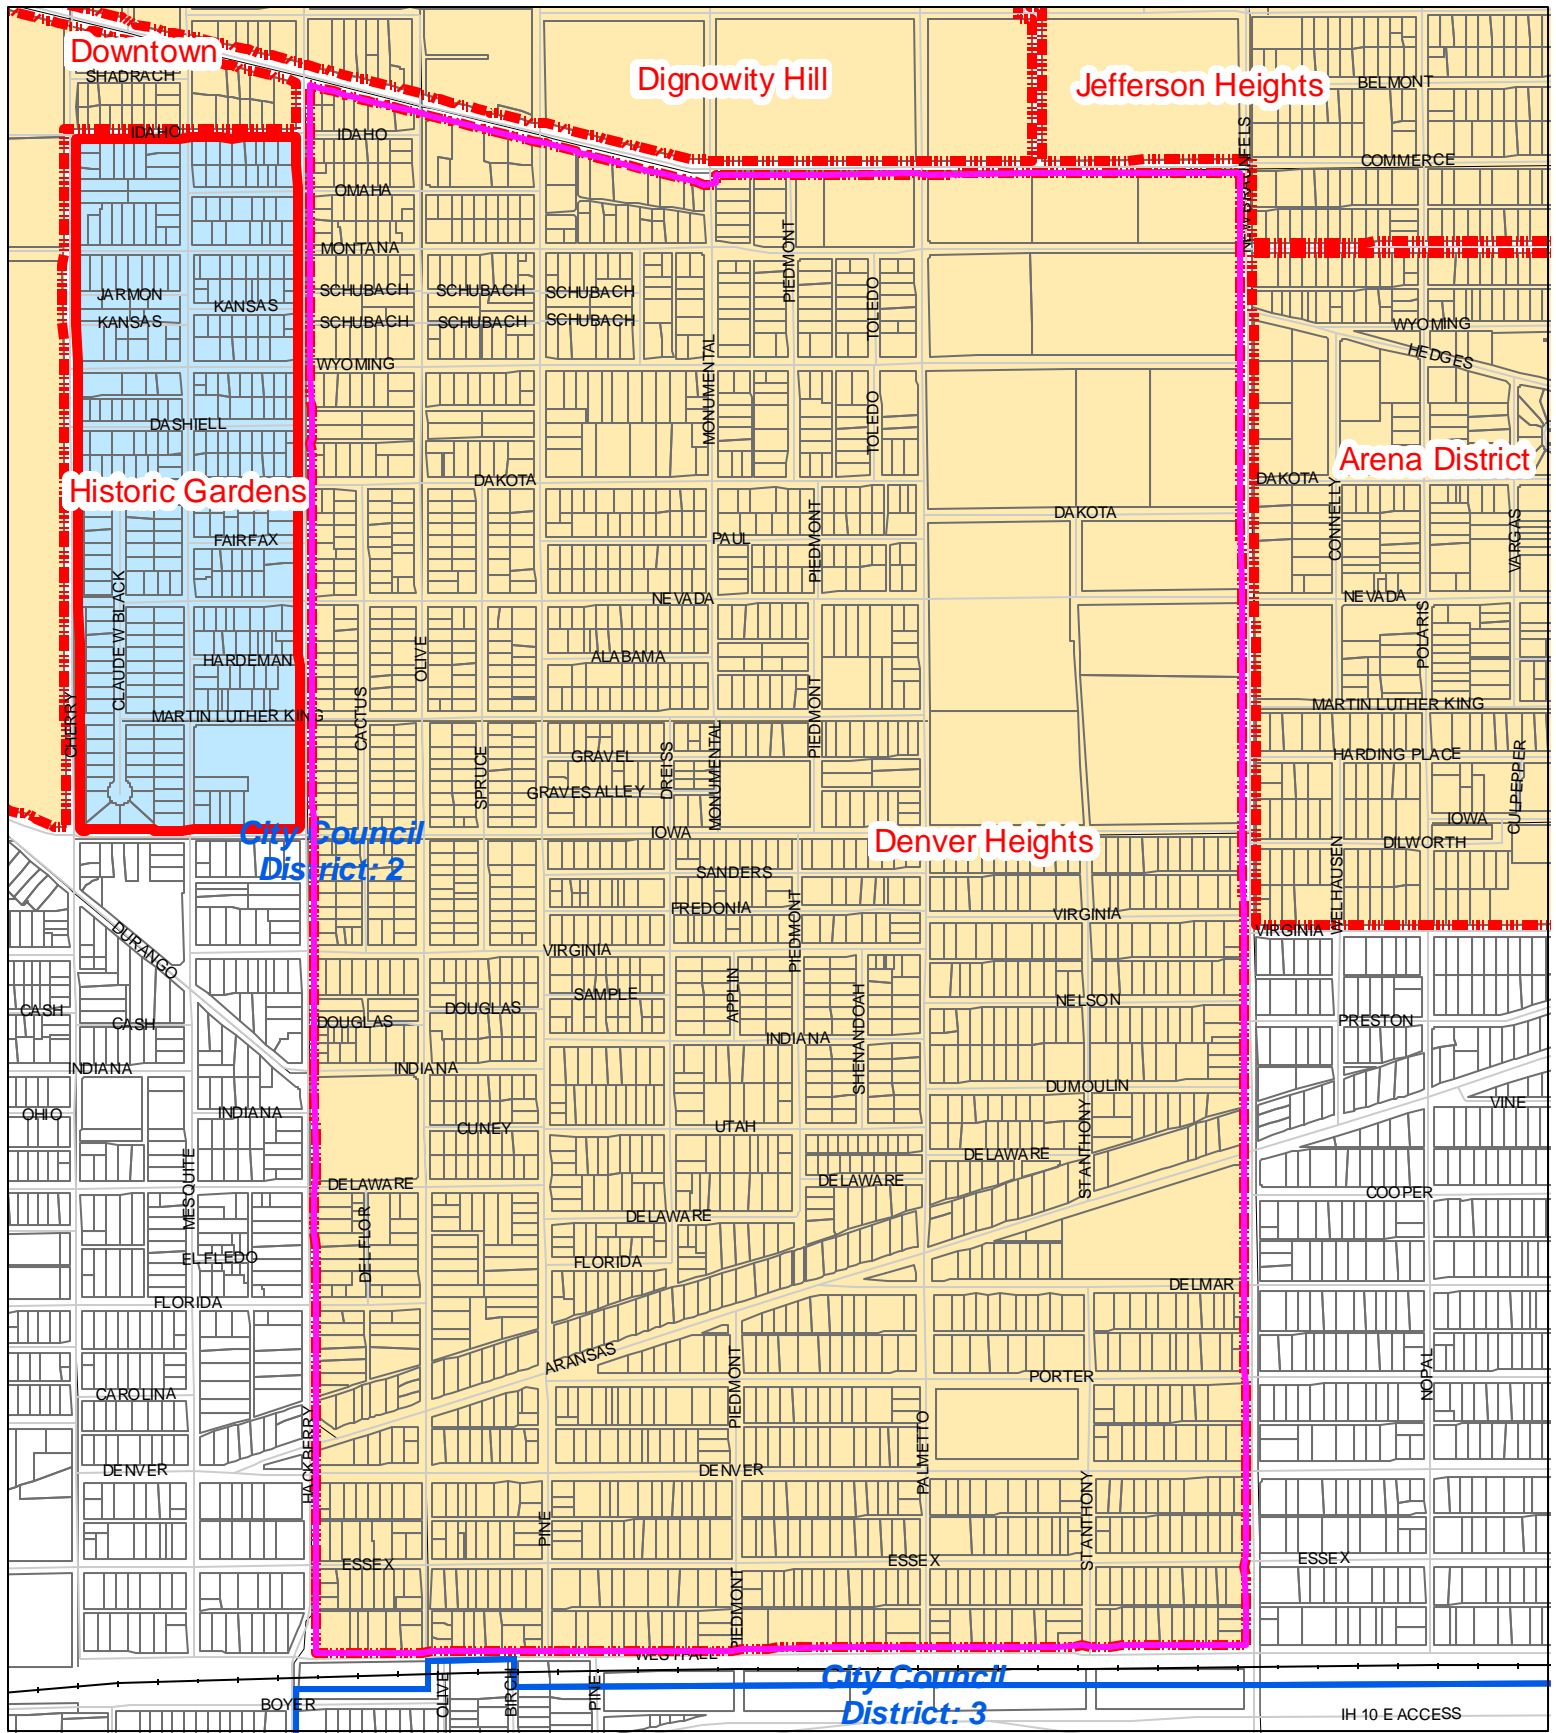 Downtown
SHADRACH
Dignowity Hill
Jefferson Heights
BELMONT
IDAHO
IDAHO
NEW BRAUNFELS
COMMERCE
OMAHA
MONTANA
PIEDMONT
JARMON
KANSAS
KANSAS
SCHUBACH
SCHUBACH
SCHUBACH
SCHUBACH
SCHUBACH
SCHUBACH
TOLEDO
WYOMING
WYOMING
HEDGES
MONUMENTAL
TOLEDO
DASHIELL
Arena District
Historic Gardens
DAKOTA
DAKOTA
DAKOTA
CONNELLY
VARGAS
FAIRFAX
PAUL
PIEDMONT
CLAUDE W BLACK
NEVADA
NEVADA
POLARIS
HARDEMAN
OLIVE
ALABAMA
CHERRY
MARTIN LUTHER KING
CACTUS
PIEDMONT
MARTIN LUTHER KING
SPRUCE
GRAVEL
DREISS
MONUMENTAL
HARDING PLACE
CULPEPPER
GRAVES ALLEY
IOWA
IOWA
City Council
District: 2
Denver Heights
DILWORTH
WELHAUSEN
SANDERS
FREDONIA
PIEDMONT
VIRGINIA
VIRGINIA
DURANGO
VIRGINIA
CASH
CASH
DOUGLAS
DOUGLAS
SAMPLE
APPLIN
SHENANDOAH
NELSON
PRESTON
INDIANA
INDIANA
INDIANA
DUMOULIN
OHIO
INDIANA
CUNEY
UTAH
ST ANTHONY
VINE
MESQUITE
DELAWARE
DELAWARE
DELAWARE
DELAWARE
COOPER
DEL FLOR
EL FLEDO
FLORIDA
FLORIDA
DELMAR
ARANSAS
PIEDMONT
PORTER
NOPAL
CAROLINA
HACKBERRY
PALMETTO
DENVER
DENVER
PINE
ST ANTHONY
ESSEX
ESSEX
ESSEX
PIEDMONT
City Council
District: 3
BOYER
OLIVE
BIRCH
PINE
IH 10 E ACCESS